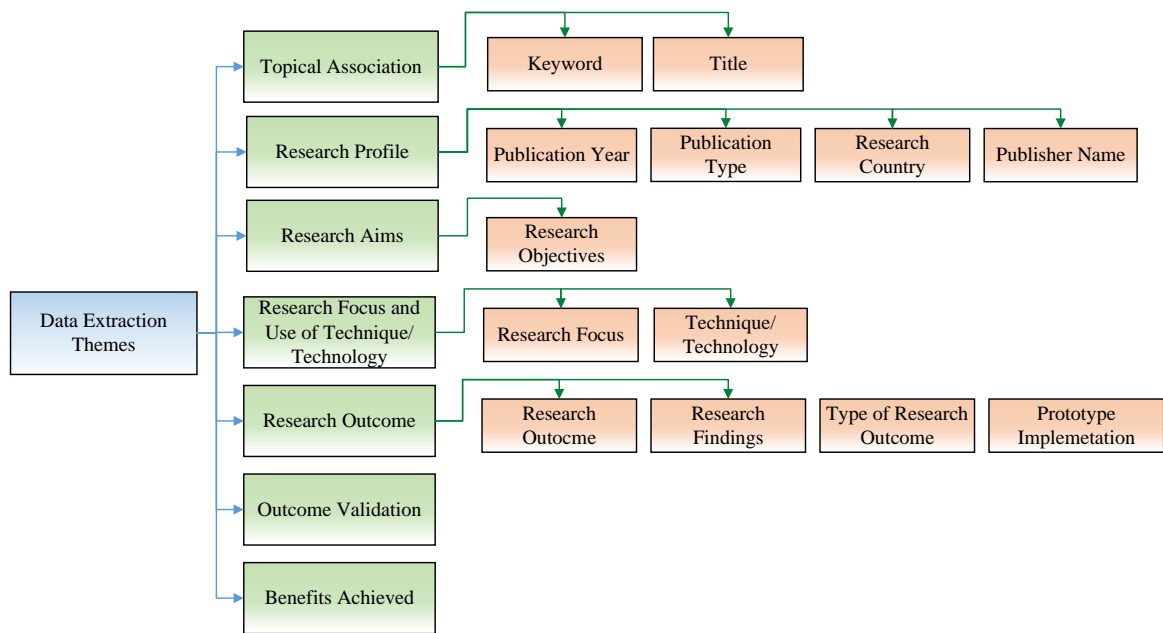 Topical Association
Keyword
Title
Research Profile
Publication Year
Publication
Type
Research
Country
Publisher Name
Research Aims
Research
Objectives
Data Extraction
Themes
Research Focus and
Use of Technique/
Technology
Research Focus
Technique/
Technology
Research Outcome
Research
Outocme
Research
Findings
Type of Research
Outcome
Prototype
Implemetation
Outcome Validation
Benefits Achieved